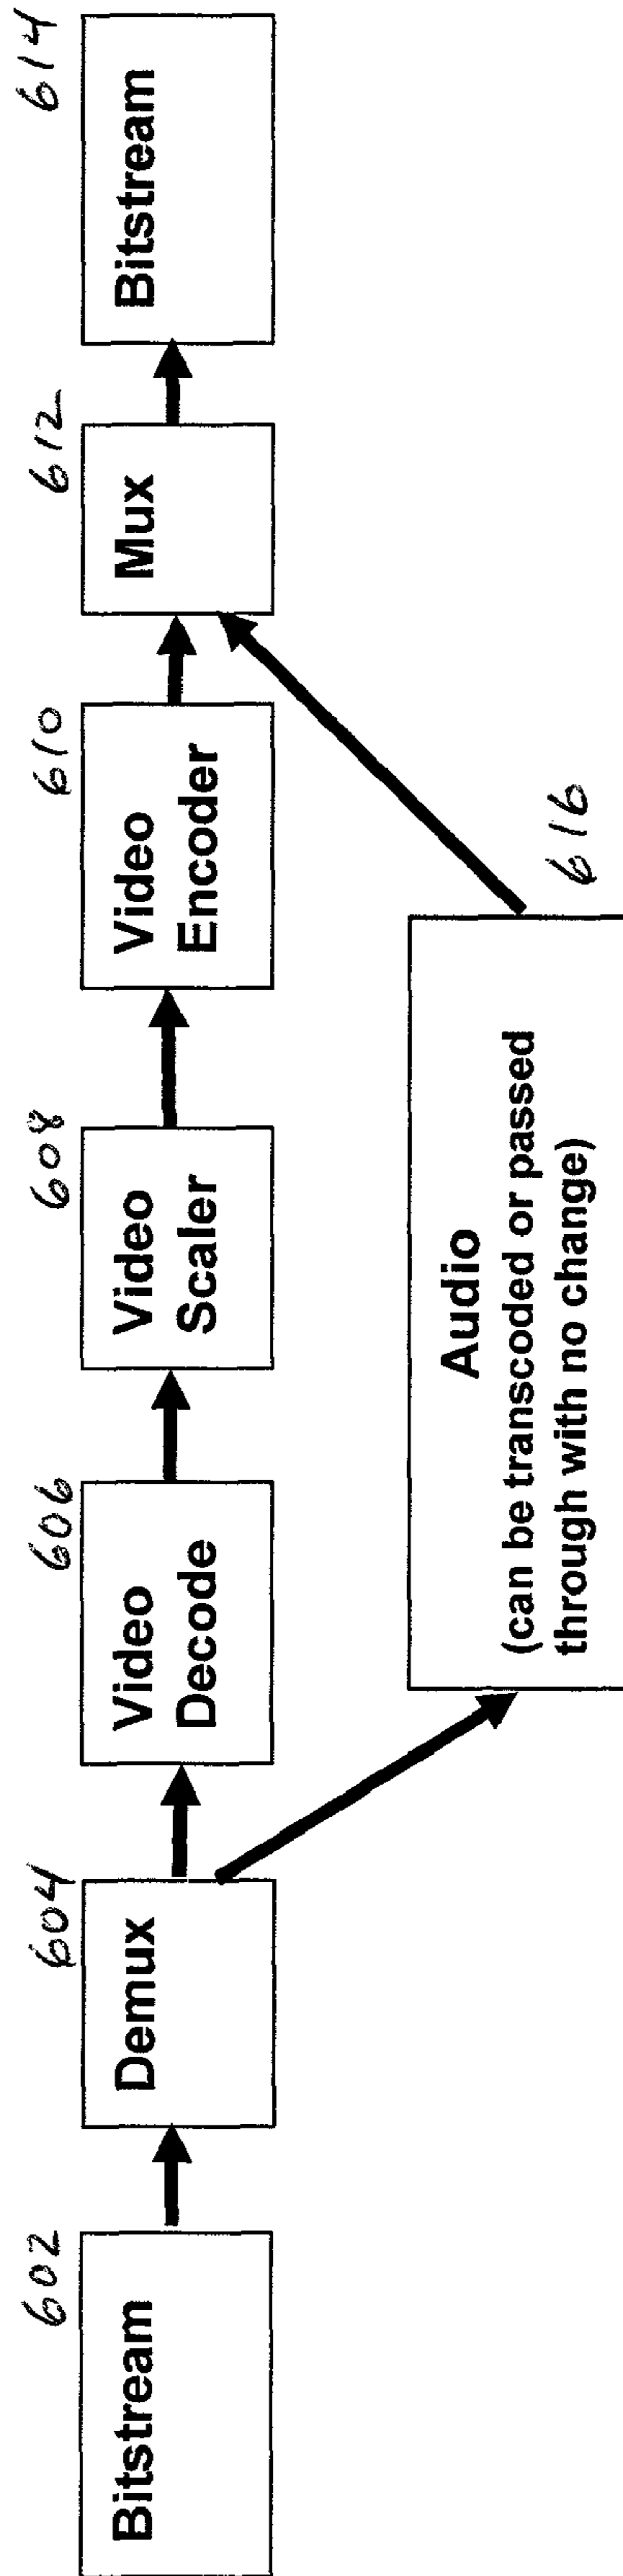 602
Bitstream
604
Demux
606
Video
Decode
608
Video
Scaler
610
Video
Encoder
612
Mux
614
Bitstream
616
Audio
(can be transcoded or passed
through with no change)